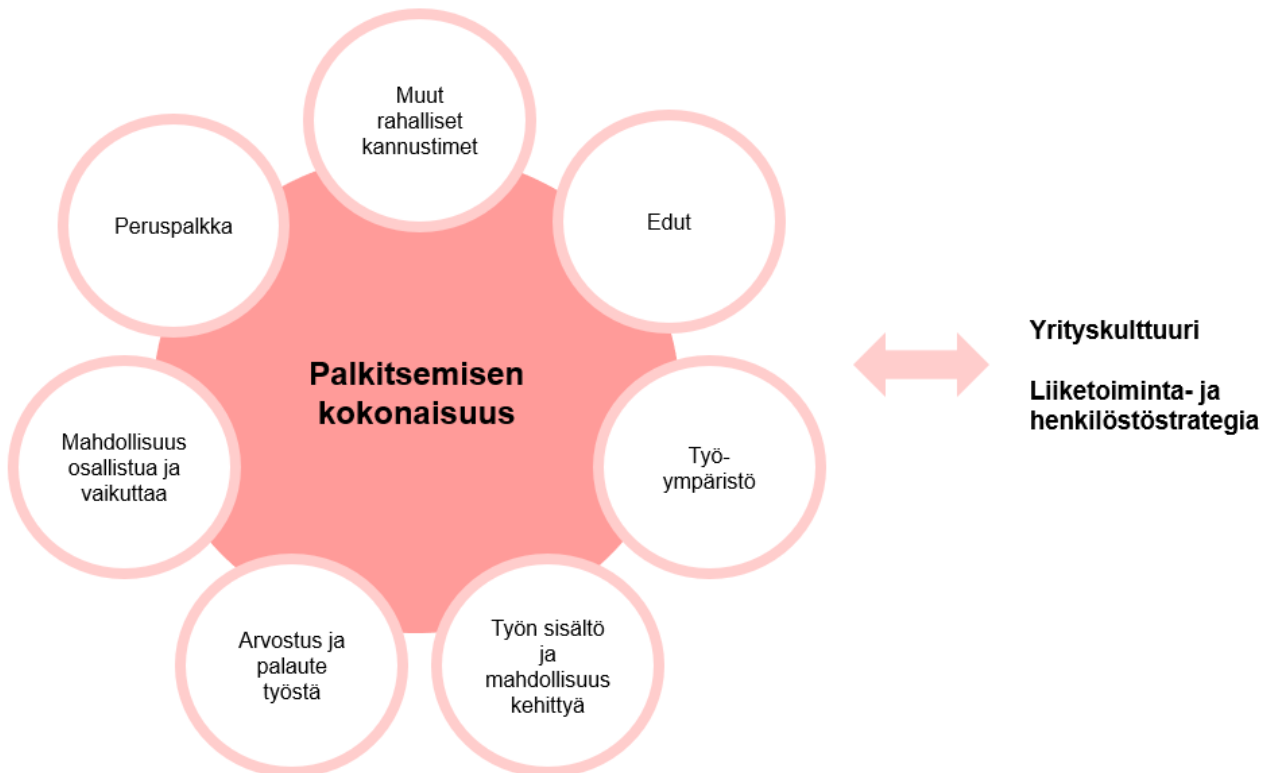 Muut
rahalliset
kannustimet
Peruspalkka
Edut
Palkitsemisen
kokonaisuus
Yrityskulttuuri
Liiketoiminta- ja
henkilöstöstrategia
Mahdollisuus
osallistua ja
vaikuttaa
Työ-
ympäristö
Arvostus ja
palaute
työstä
Työn sisältö
ja
mahdollisuus
kehittyä